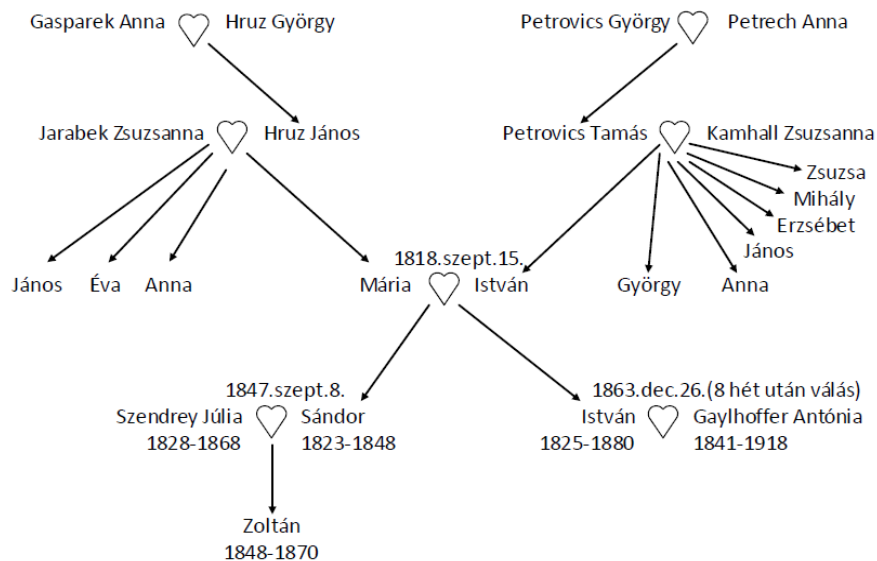 Gasparek Anna Hruz György Petrovics György Petrech Anna
Jarabek Zsuzsanna Hruz János Petrovics Tamás Kamhall Zsuzsanna
Zsuzsa
Mihály
Erzsébet
János
1818.szept.15.
János Éva Anna Mária István György Anna
1847.szept.8. 1863.dec.26.(8 hét után válás)
Szendrey Júlia Sándor István Gaylhoffer Antónia
1828-1868 1823-1848 1825-1880 1841-1918
Zoltán
1848-1870